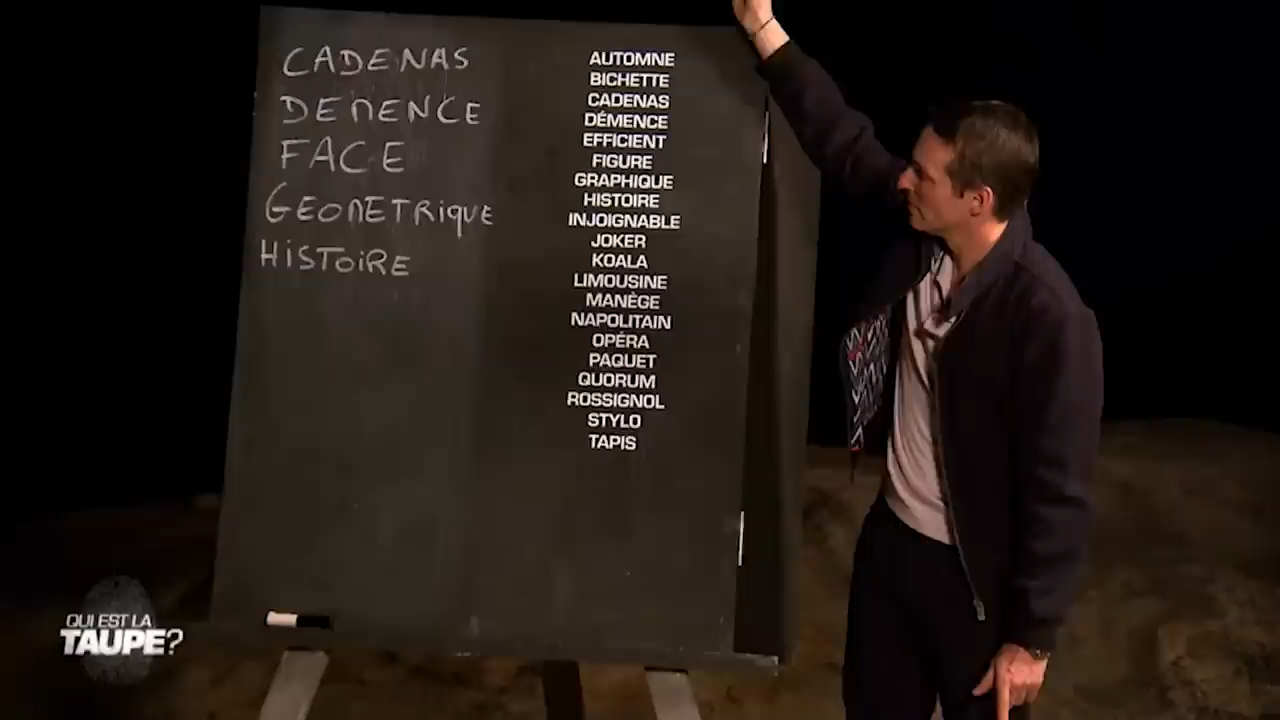 CADENAS
DEMENCE
FACE
GEOMETRIQUE
HISTOIRE
AUTOMNE
BICHETTE
CADENAS
DÉMENCE
EFFICIENT
FIGURE
GRAPHIQUE
HISTOIRE
INJOIGNABLE
JOKER
KOALA
LIMOUSINE
MANÈGE
NAPOLITAIN
OPÉRA
PAQUET
QUORUM
ROSSIGNOL
STYLO
TAPIS
QUI EST LA
TAUPE?